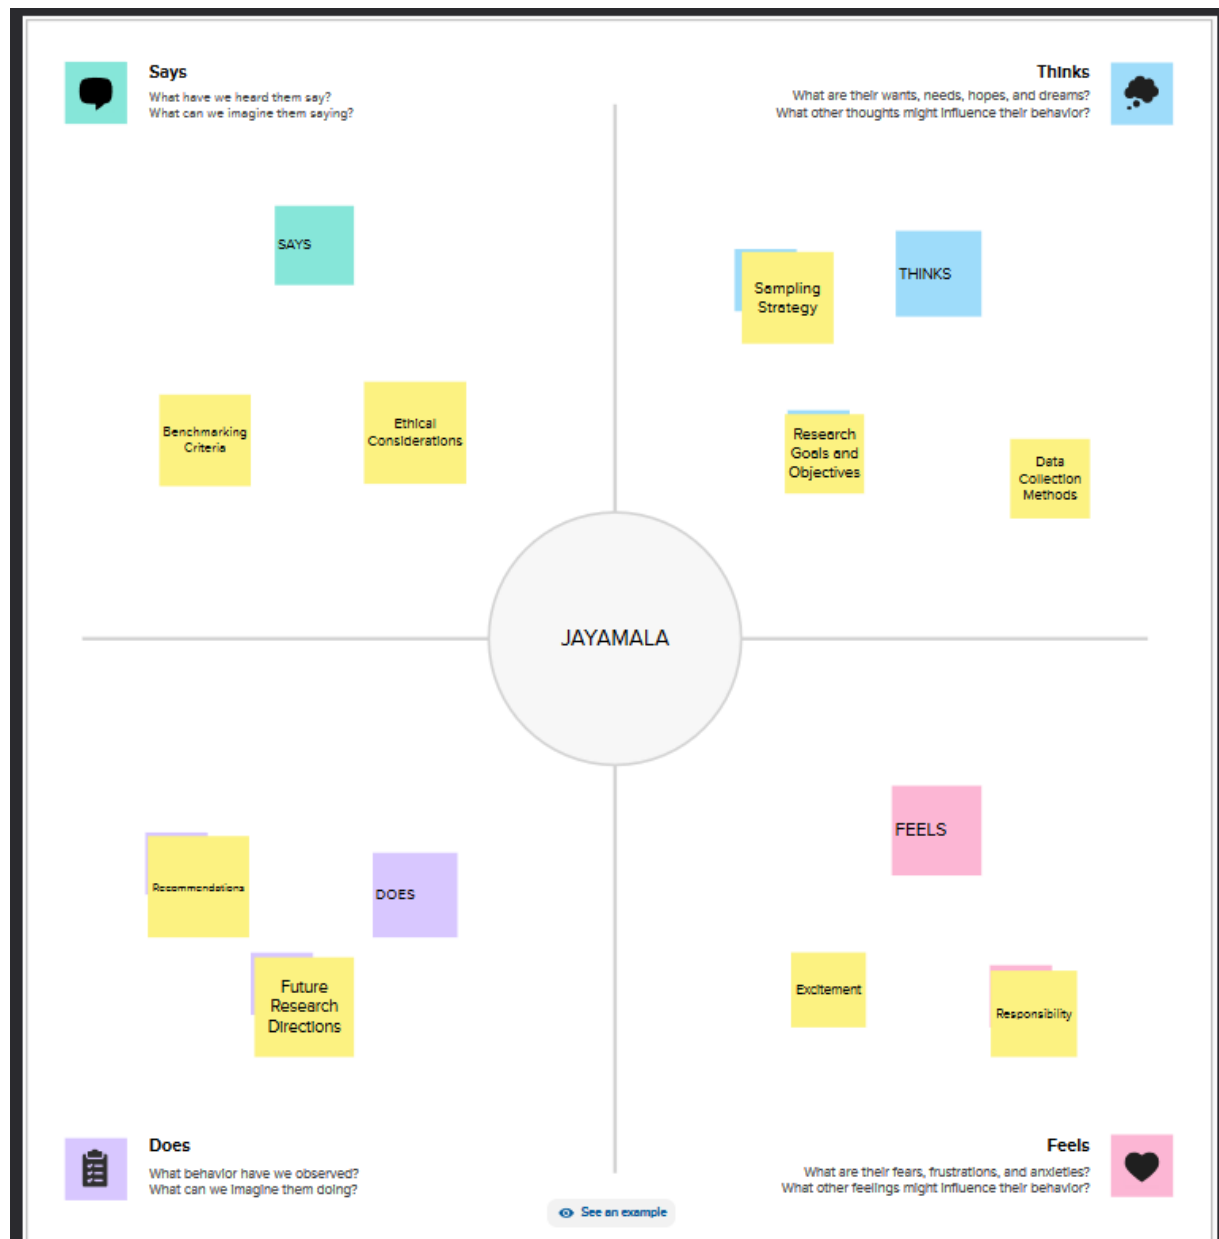 Says
What have we heard them say?
What can we imagine them saying?
Thinks
What are their wants, needs, hopes, and dreams?
What other thoughts might influence their behavior?
SAYS
THINKS
Sampling
Strategy
Benchmarking
Criteria
Ethical
Considerations
Research
Goals and
Objectives
Data
Collection
Methods
JAYAMALA
Recommendations
DOES
Future
Research
Directions
FEELS
Excitement
Responsibility
Does
What behavior have we observed?
What can we imagine them doing?
Feels
What are their fears, frustrations, and anxieties?
What other feelings might influence their behavior?
See an example